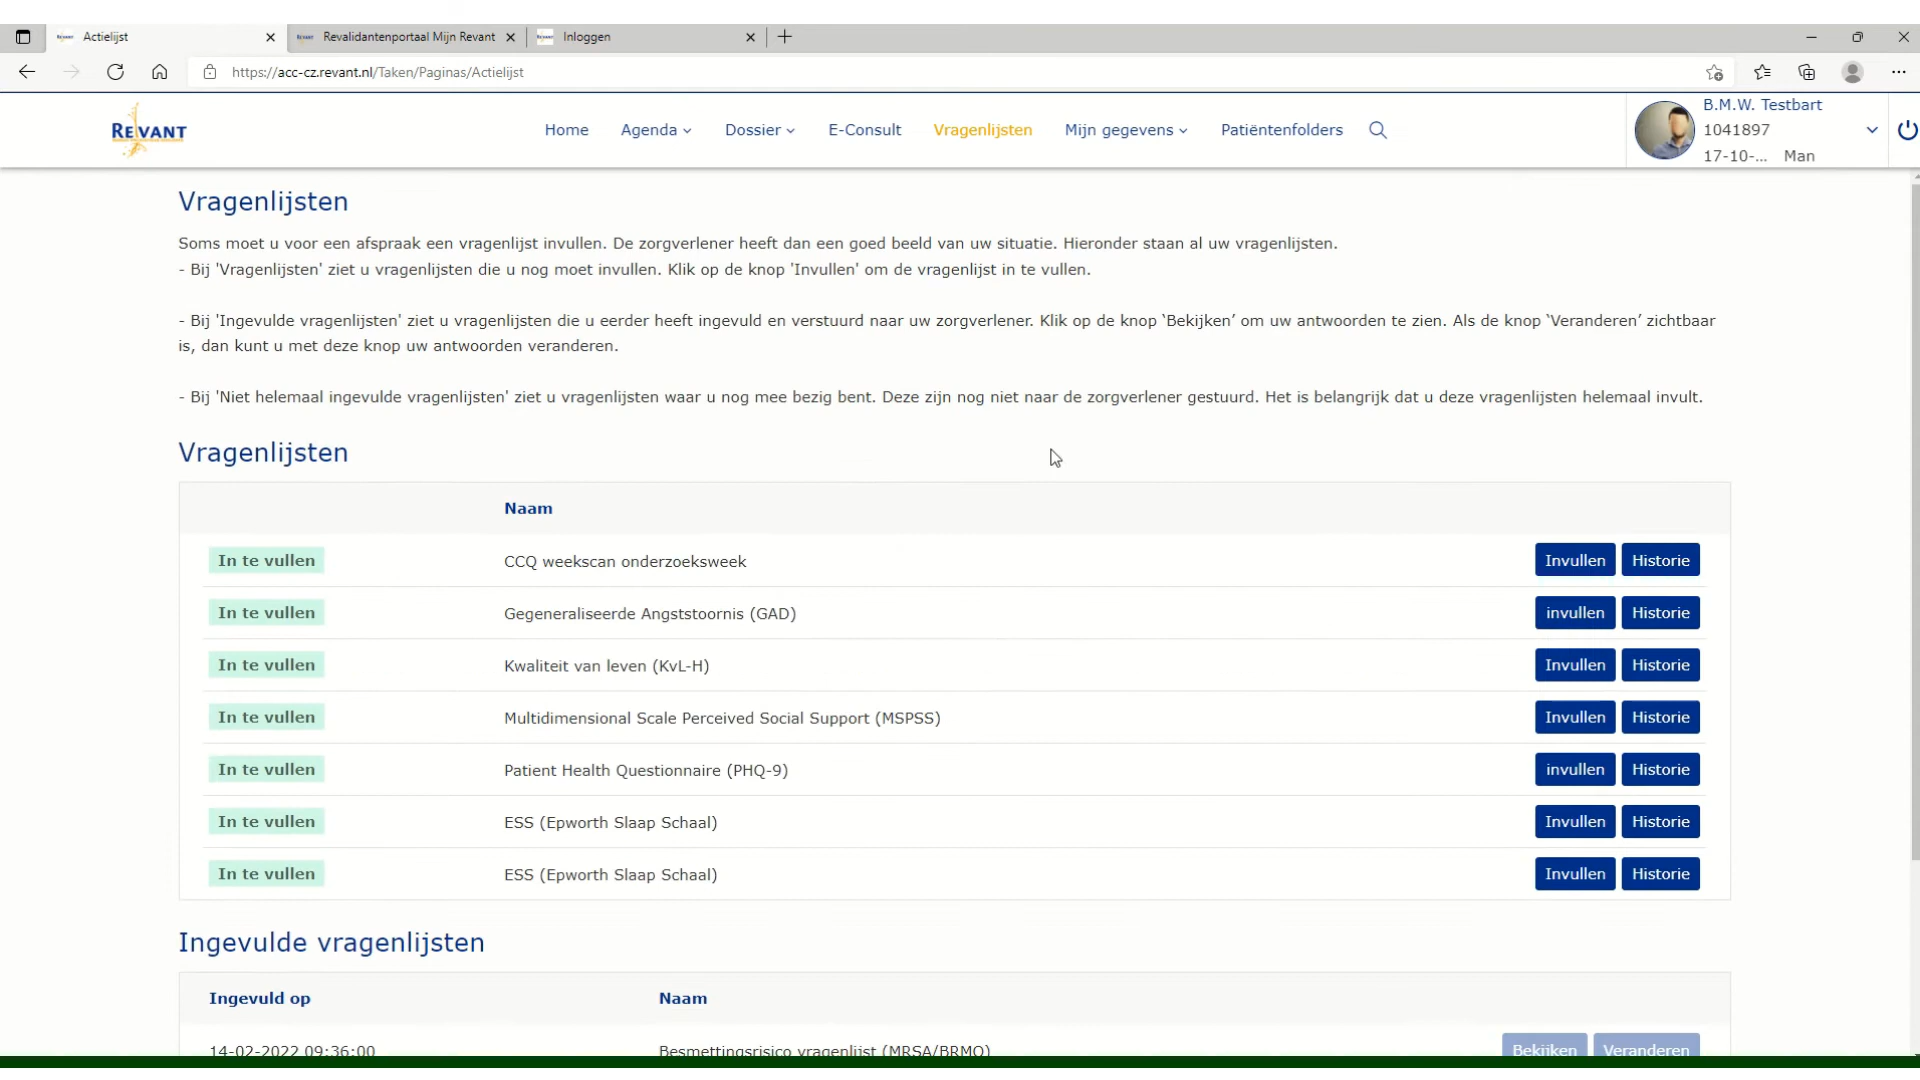 Actielijst
Revalidantenportaal Mijn Revant
Inloggen
https://acc-cz.revant.nl/Taken/Paginas/Actielijst
REVANT
Home
Agenda
Dossier
E-Consult
Vragenlijsten
Mijn gegevens
Patiëntenfolders
B.M.W. Testbart
1041897
17-10-... Man
Vragenlijsten
Soms moet u voor een afspraak een vragenlijst invullen. De zorgverlener heeft dan een goed beeld van uw situatie. Hieronder staan al uw vragenlijsten.
- Bij 'Vragenlijsten' ziet u vragenlijsten die u nog moet invullen. Klik op de knop 'Invullen' om de vragenlijst in te vullen.
- Bij 'Ingevulde vragenlijsten' ziet u vragenlijsten die u eerder heeft ingevuld en verstuurd naar uw zorgverlener. Klik op de knop ‘Bekijken’ om uw antwoorden te zien. Als de knop ‘Veranderen’ zichtbaar
is, dan kunt u met deze knop uw antwoorden veranderen.
- Bij 'Niet helemaal ingevulde vragenlijsten' ziet u vragenlijsten waar u nog mee bezig bent. Deze zijn nog niet naar de zorgverlener gestuurd. Het is belangrijk dat u deze vragenlijsten helemaal invult.
Vragenlijsten
Naam
In te vullen CCQ weekscan onderzoeksweek Invullen Historie
In te vullen Gegeneraliseerde Angststoornis (GAD) invullen Historie
In te vullen Kwaliteit van leven (KvL-H) Invullen Historie
In te vullen Multidimensional Scale Perceived Social Support (MSPSS) Invullen Historie
In te vullen Patient Health Questionnaire (PHQ-9) invullen Historie
In te vullen ESS (Epworth Slaap Schaal) Invullen Historie
In te vullen ESS (Epworth Slaap Schaal) Invullen Historie
Ingevulde vragenlijsten
Ingevuld op Naam
14-02-2022 09:36:00 Besmettingsrisico vragenlijst (MRSA/BRMO) Bekijken Veranderen